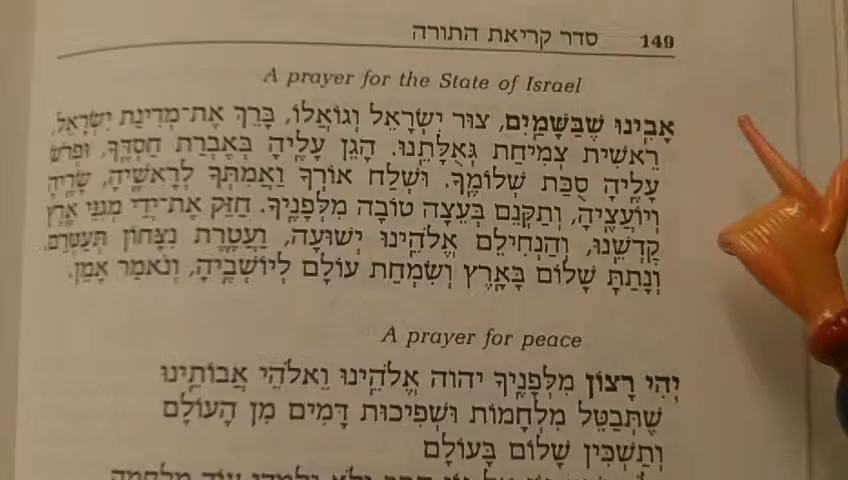 149 סדר קריאת התורה
A prayer for the State of Israel
אָבִֽינוּ שֶׁבַּשָּׁמַֽיִם, צוּר יִשְׂרָאֵל וְגוֹאֲלוֹ, בָּרֵךְ אֶת־מְדִינַת יִשְׂרָאֵל,
רֵאשִׁית צְמִיחַת גְּאֻלָּתֵֽנוּ. הָגֵן עָלֶֽיהָ בְּאֶבְרַת חַסְדֶּֽךָ, וּפְרֹשׂ
עָלֶֽיהָ סֻכַּת שְׁלוֹמֶֽךָ. וּשְׁלַח אוֹרְךָ וַאֲמִתְּךָ לְרָאשֶֽׁיהָ, שָׂרֶֽיהָ
וְיוֹעֲצֶֽיהָ, וְתַקְּנֵם בְּעֵצָה טוֹבָה מִלְּפָנֶֽיךָ. חַזֵּק אֶת־יְדֵי מְגִנֵּי אֶֽרֶץ
קָדְשֵֽׁנוּ, וְהַנְחִילֵם אֱלֹהֵֽינוּ יְשׁוּעָה, וַעֲטֶֽרֶת נִצָּחוֹן תְּעַטְּרֵם.
וְנָתַתָּ שָׁלוֹם בָּאָֽרֶץ וְשִׂמְחַת עוֹלָם לְיוֹשְׁבֶֽיהָ, וְנֹאמַר אָמֵן.
A prayer for peace
יְהִי רָצוֹן מִלְּפָנֶֽיךָ יהוה אֱלֹהֵֽינוּ וֵאלֹהֵי אֲבוֹתֵֽינוּ
שֶׁתְּבַטֵּל מִלְחָמוֹת וּשְׁפִיכוּת דָּמִים מִן הָעוֹלָם
וְתַשְׁכִּין שָׁלוֹם בָּעוֹלָם